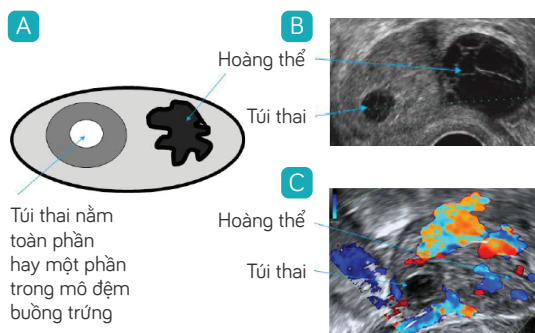 A
Hoàng thể
Túi thai
Túi thai nằm
toàn phần
hay một phần
trong mô đệm
buồng trứng
B
C
Hoàng thể
Túi thai